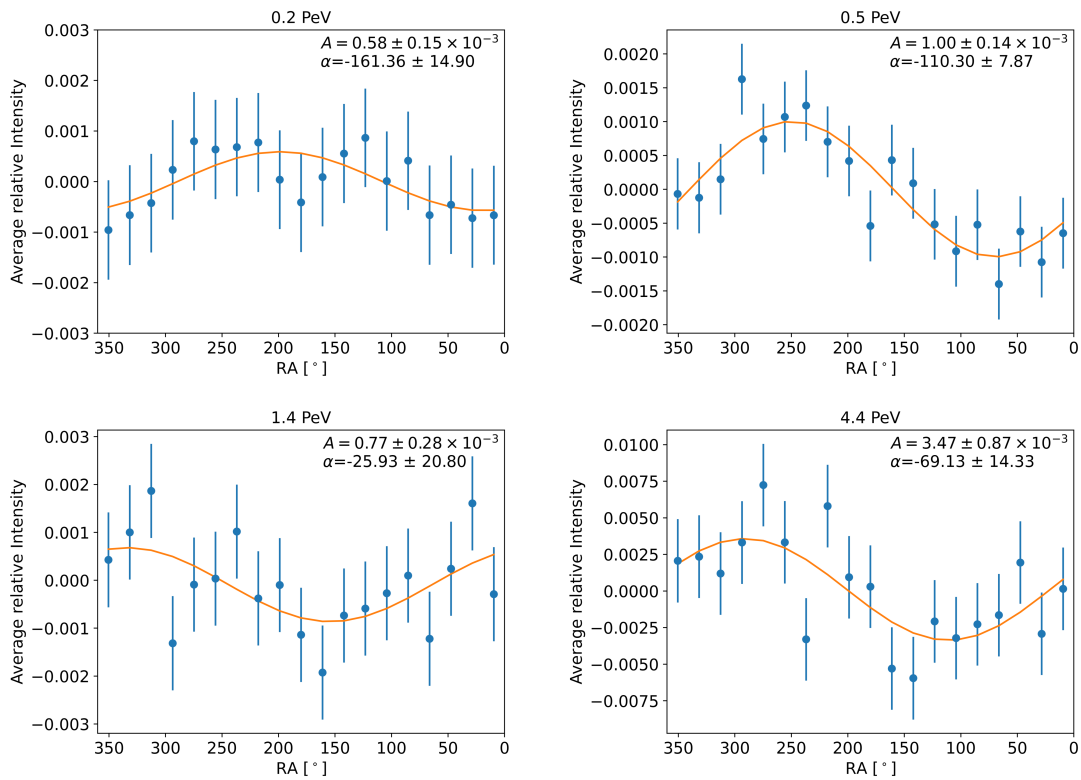 0.2 PeV
A = 0.58 ± 0.15 × 10⁻³
α=-161.36 ± 14.90
Average relative Intensity
0.003
0.002
0.001
0.000
−0.001
−0.002
−0.003
350 300 250 200 150 100 50 0
RA [°]
0.5 PeV
A = 1.00 ± 0.14 × 10⁻³
α=-110.30 ± 7.87
Average relative Intensity
0.0020
0.0015
0.0010
0.0005
0.0000
−0.0005
−0.0010
−0.0015
−0.0020
350 300 250 200 150 100 50 0
RA [°]
1.4 PeV
A = 0.77 ± 0.28 × 10⁻³
α=-25.93 ± 20.80
Average relative Intensity
0.003
0.002
0.001
0.000
−0.001
−0.002
−0.003
350 300 250 200 150 100 50 0
RA [°]
4.4 PeV
A = 3.47 ± 0.87 × 10⁻³
α=-69.13 ± 14.33
Average relative Intensity
0.0100
0.0075
0.0050
0.0025
0.0000
−0.0025
−0.0050
−0.0075
350 300 250 200 150 100 50 0
RA [°]